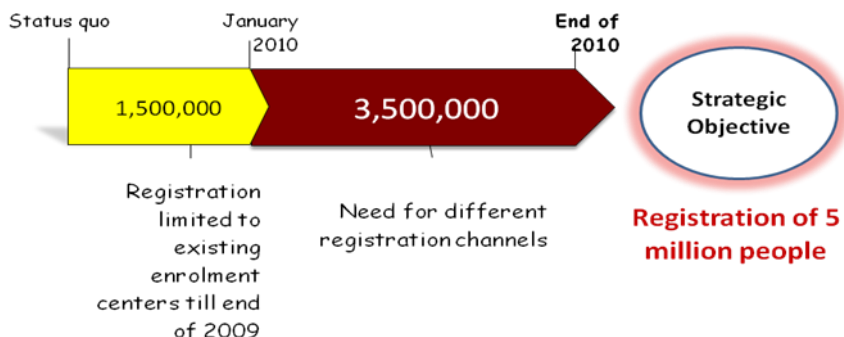 Status quo
January
2010
End of
2010
1,500,000
3,500,000
Strategic
Objective
Registration
limited to
existing
enrolment
centers till end
of 2009
Need for different
registration channels
Registration of 5
million people